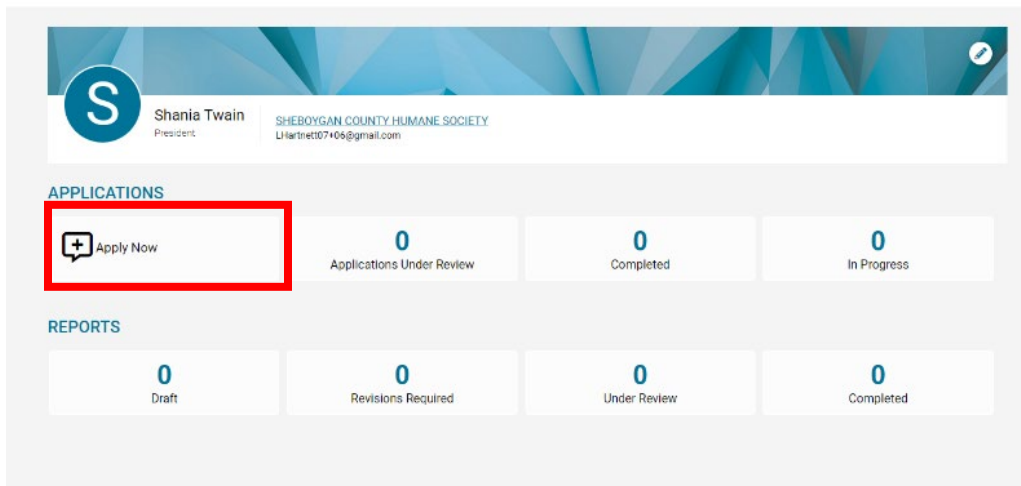 S
Shania Twain
President
SHEBOYGAN COUNTY HUMANE SOCIETY
LHartnett07+06@gmail.com
APPLICATIONS
Apply Now
0
Applications Under Review
0
Completed
0
In Progress
REPORTS
0
Draft
0
Revisions Required
0
Under Review
0
Completed